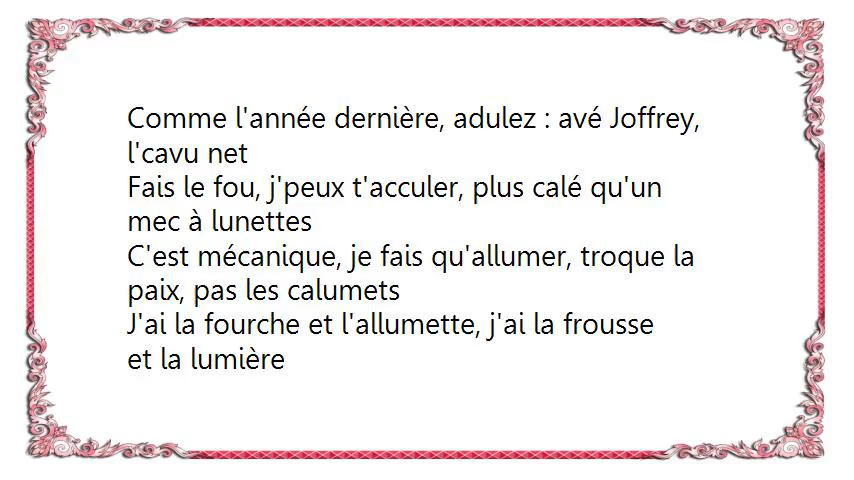 Comme l'année dernière, adulez : avé Joffrey,
l'cavu net
Fais le fou, j'peux t'acculer, plus calé qu'un
mec à lunettes
C'est mécanique, je fais qu'allumer, troque la
paix, pas les calumets
J'ai la fourche et l'allumette, j'ai la frousse
et la lumière